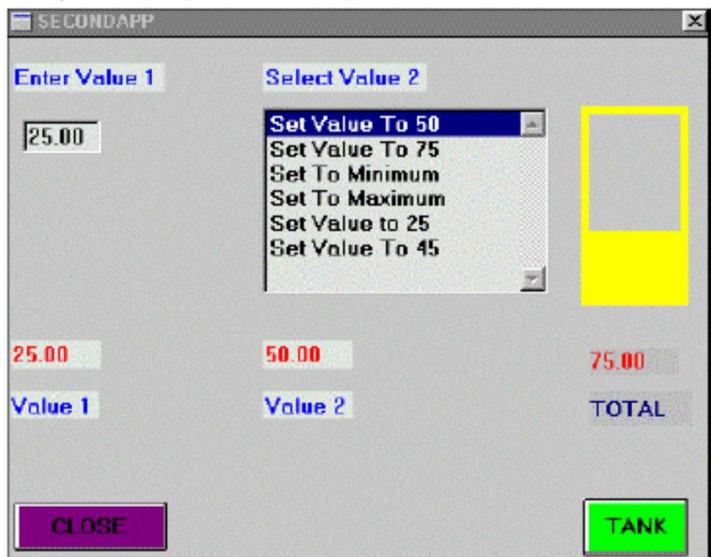 SECONDAPP
Enter Value 1
Select Value 2
25.00
Set Value To 50
Set Value To 75
Set To Minimum
Set To Maximum
Set Value to 25
Set Value To 45
25.00
50.00
75.00
Value 1
Value 2
TOTAL
CLOSE
TANK